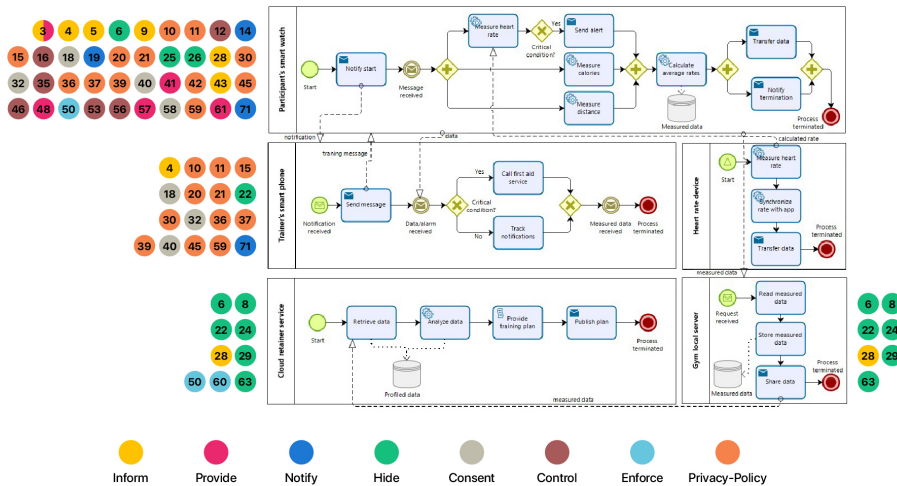 3 4 5 6 9 10 11 12 14
15 16 18 19 20 21 25 26 28 30
32 35 36 37 39 40 41 42 43 45
46 48 50 53 56 57 58 59 61 71
Participant's smart watch
Start
Notify start
Message
received
Measure heart
rate
Yes
Critical
condition?
Send alert
Measure
calories
Measure
distance
Calculate
average rates
Measured data
Transfer data
Notify
termination
Process
terminated
notification
training message
data
calculated rate
4 10 11 15
18 20 21 22
30 32 36 37
39 40 45 59 71
Trainer's smart phone
Notification
received
Send message
Data/alarm
received
Yes
Critical
condition?
No
Call first aid
service
Track
notifications
Measured data
received
Process
terminated
Heart rate device
Start
Measure heart
rate
Synchronize
rate with app
Transfer data
Process
terminated
measured data
6 8
22 24
28 29
50 60 63
Cloud retainer service
Start
Retrieve data
Analyze data
Provide
training plan
Publish plan
Process
terminated
Profiled data
measured data
Gym local server
Request
received
Read measured
data
Store measured
data
Measured data
Share data
Process
terminated
6 8
22 24
28 29
63
Inform Provide Notify Hide Consent Control Enforce Privacy-Policy